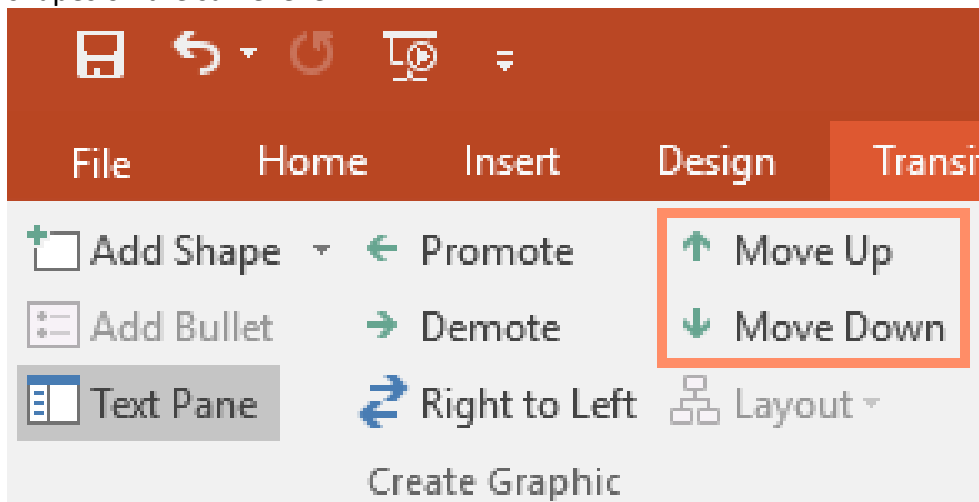 File Home Insert Design Transi
Add Shape Promote Move Up
Add Bullet Demote Move Down
Text Pane Right to Left Layout
Create Graphic